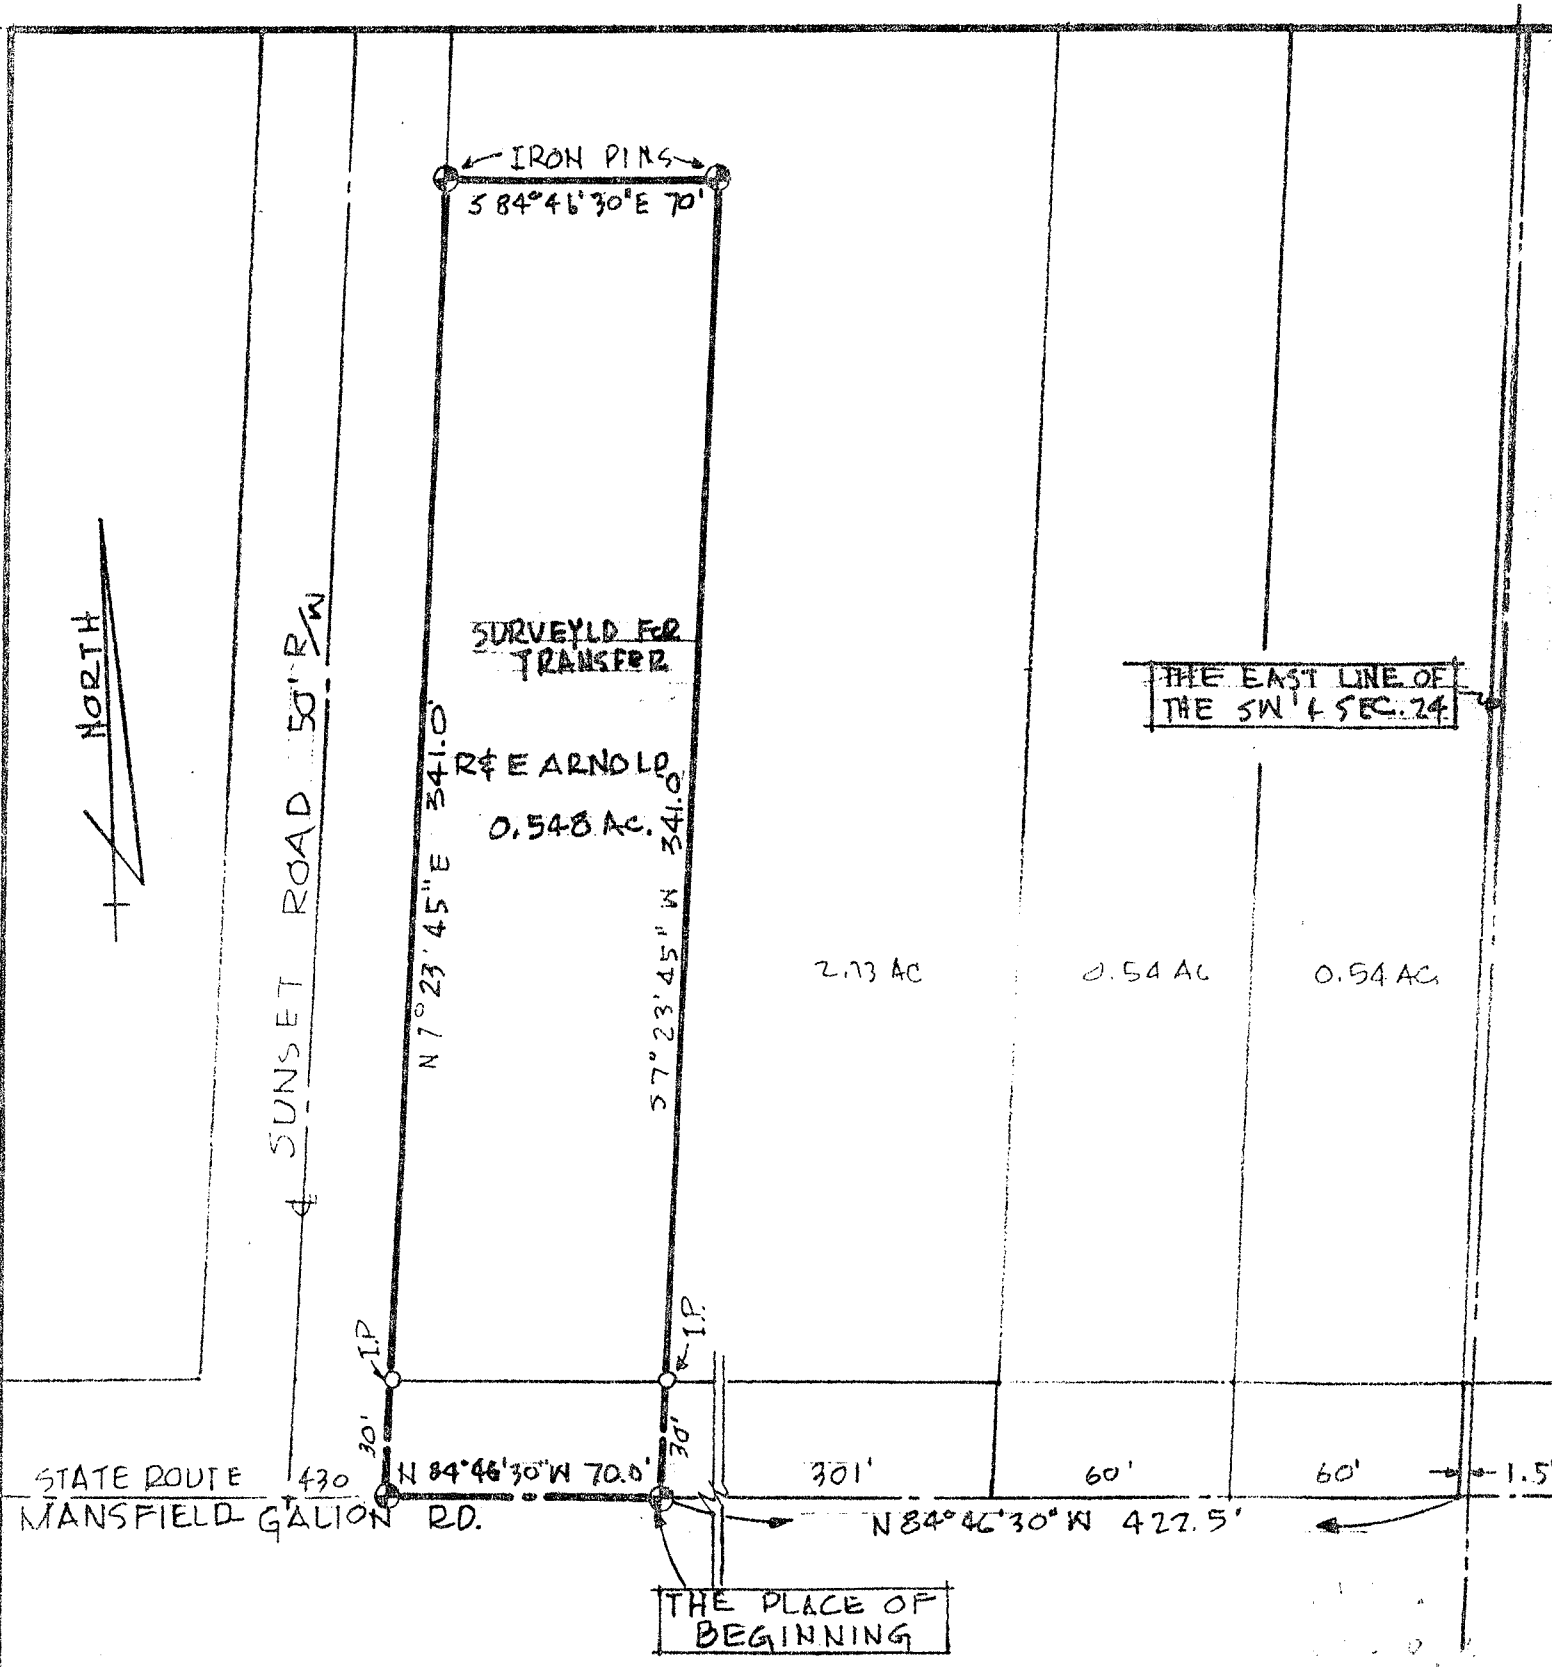 IRON PINS
S 84°46'30"E 70'
NORTH
SUNSET ROAD 50' R/W
SURVEYED FOR
TRANSFER
R & E ARNOLD
0.548 AC.
N 7° 23' 45" E 341.0'
S 7° 23' 45" W 341.0'
THE EAST LINE OF
THE SW 1/4 SEC. 24
2.73 AC
0.54 AC
0.54 AC.
I.P.
I.P.
30'
30'
STATE ROUTE 430
MANSFIELD GALION RD.
N 84°46'30"W 70.0'
301'
60'
60'
1.5'
N 84°46'30" W 422.5'
THE PLACE OF
BEGINNING